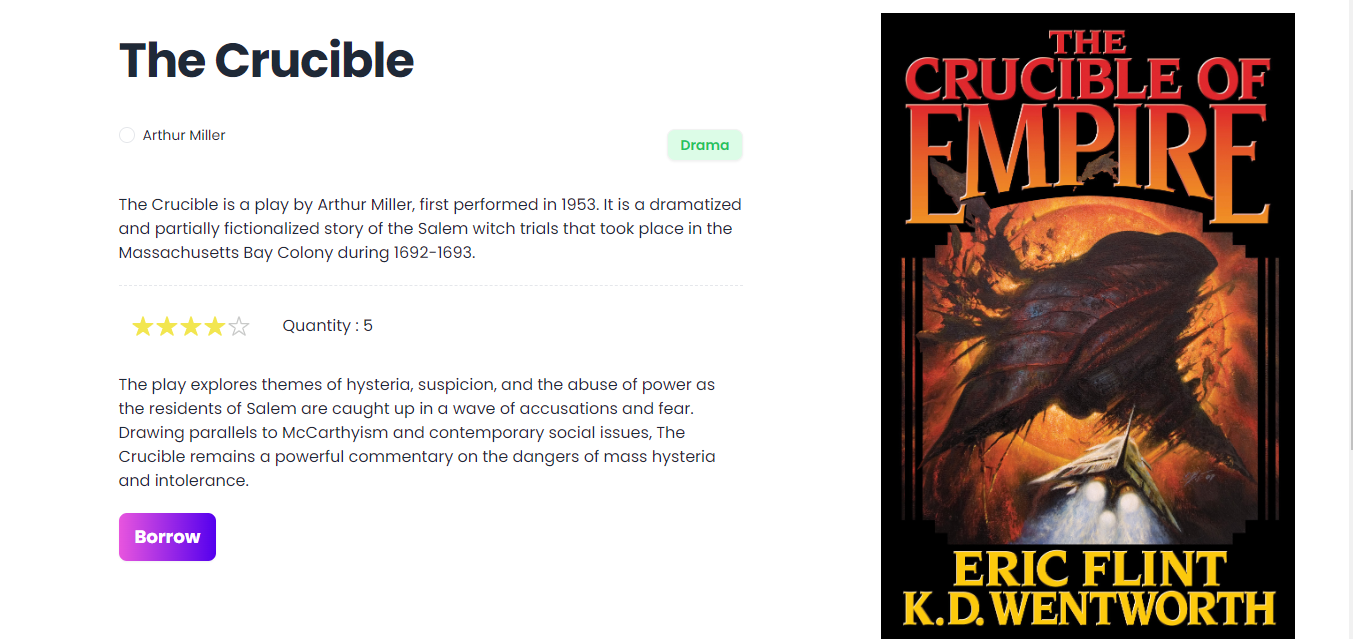 The Crucible
Arthur Miller
Drama
The Crucible is a play by Arthur Miller, first performed in 1953. It is a dramatized
and partially fictionalized story of the Salem witch trials that took place in the
Massachusetts Bay Colony during 1692-1693.
Quantity : 5
The play explores themes of hysteria, suspicion, and the abuse of power as
the residents of Salem are caught up in a wave of accusations and fear.
Drawing parallels to McCarthyism and contemporary social issues, The
Crucible remains a powerful commentary on the dangers of mass hysteria
and intolerance.
Borrow
THE
CRUCIBLE OF
EMPIRE
ERIC FLINT
K.D. WENTWORTH